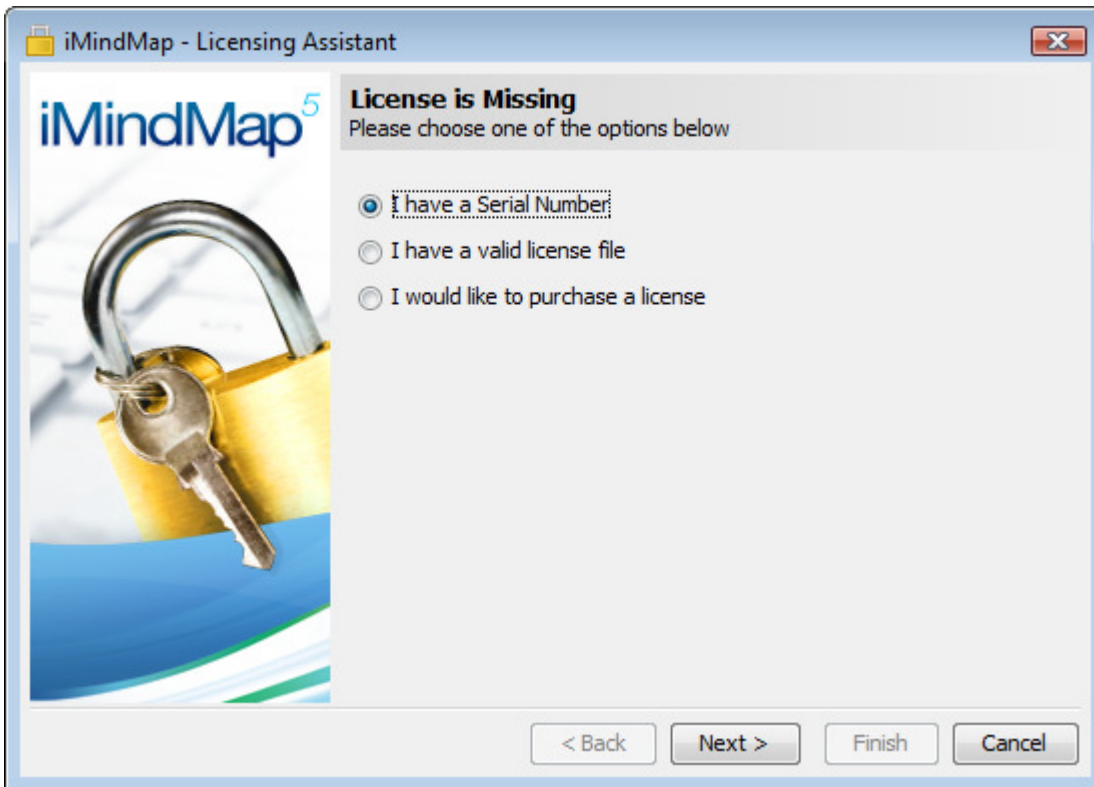 iMindMap - Licensing Assistant
iMindMap5
License is Missing
Please choose one of the options below
I have a Serial Number
I have a valid license file
I would like to purchase a license
< Back Next > Finish Cancel